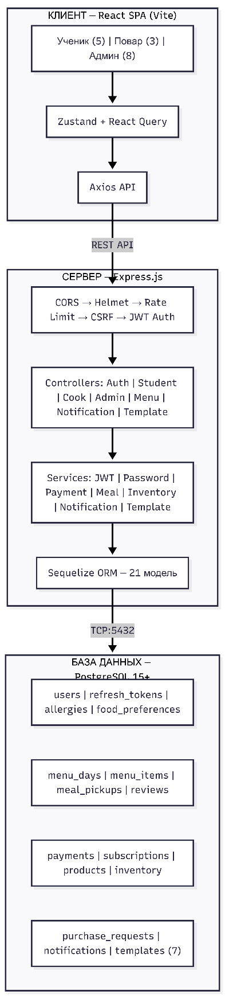 КЛИЕНТ — React SPA (Vite)
Ученик (5) | Повар (3) |
Админ (8)
Zustand + React Query
Axios API
REST API
СЕРВЕР — Express.js
CORS → Helmet → Rate
Limit → CSRF → JWT Auth
Controllers: Auth | Student
| Cook | Admin | Menu |
Notification | Template
Services: JWT | Password |
Payment | Meal | Inventory
| Notification | Template
Sequelize ORM — 21 модель
TCP:5432
БАЗА ДАННЫХ —
PostgreSQL 15+
users | refresh_tokens |
allergies | food_preferences
menu_days | menu_items |
meal_pickups | reviews
payments | subscriptions |
products | inventory
purchase_requests |
notifications | templates (7)